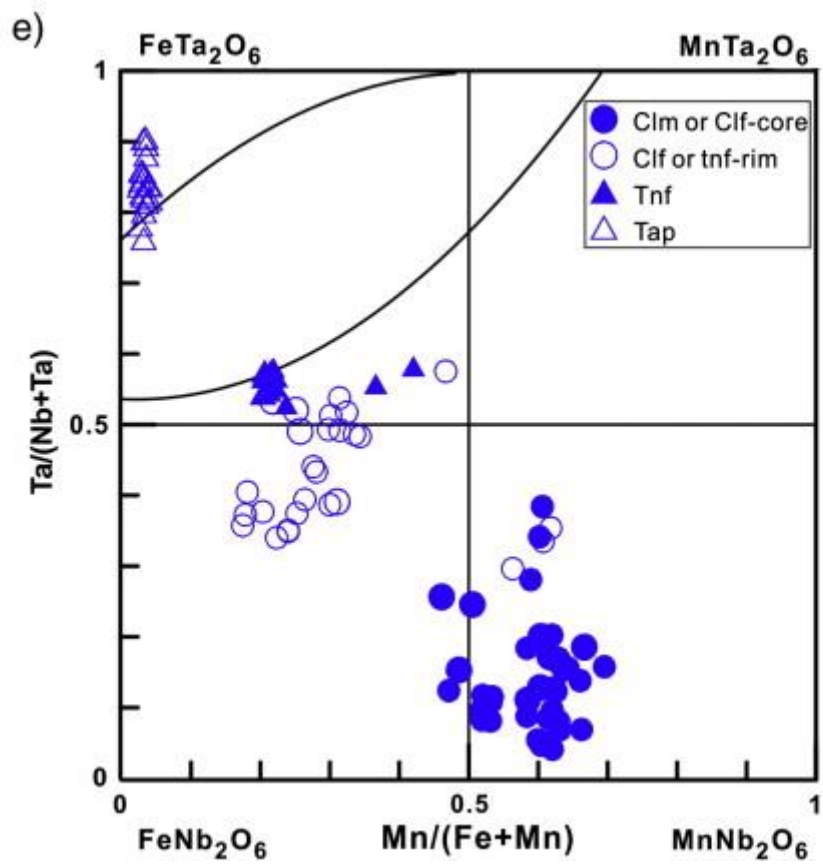 e)
FeTa₂O₆
MnTa₂O₆
1
Clm or Clf-core
Clf or tnf-rim
Tnf
Tap
Ta/(Nb+Ta)
0.5
0
0
0.5
1
FeNb₂O₆
Mn/(Fe+Mn)
MnNb₂O₆